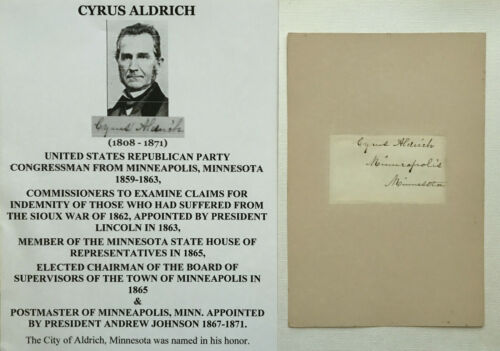 CYRUS ALDRICH
Cyrus Aldrich
(1808 - 1871)
UNITED STATES REPUBLICAN PARTY
CONGRESSMAN FROM MINNEAPOLIS, MINNESOTA
1859-1863,
COMMISSIONERS TO EXAMINE CLAIMS FOR
INDEMNITY OF THOSE WHO HAD SUFFERED FROM
THE SIOUX WAR OF 1862, APPOINTED BY PRESIDENT
LINCOLN IN 1863,
MEMBER OF THE MINNESOTA STATE HOUSE OF
REPRESENTATIVES IN 1865,
ELECTED CHAIRMAN OF THE BOARD OF
SUPERVISORS OF THE TOWN OF MINNEAPOLIS IN
1865
&
POSTMASTER OF MINNEAPOLIS, MINN. APPOINTED
BY PRESIDENT ANDREW JOHNSON 1867-1871.
The City of Aldrich, Minnesota was named in his honor.
Cyrus Aldrich
Minneapolis
Minnesota